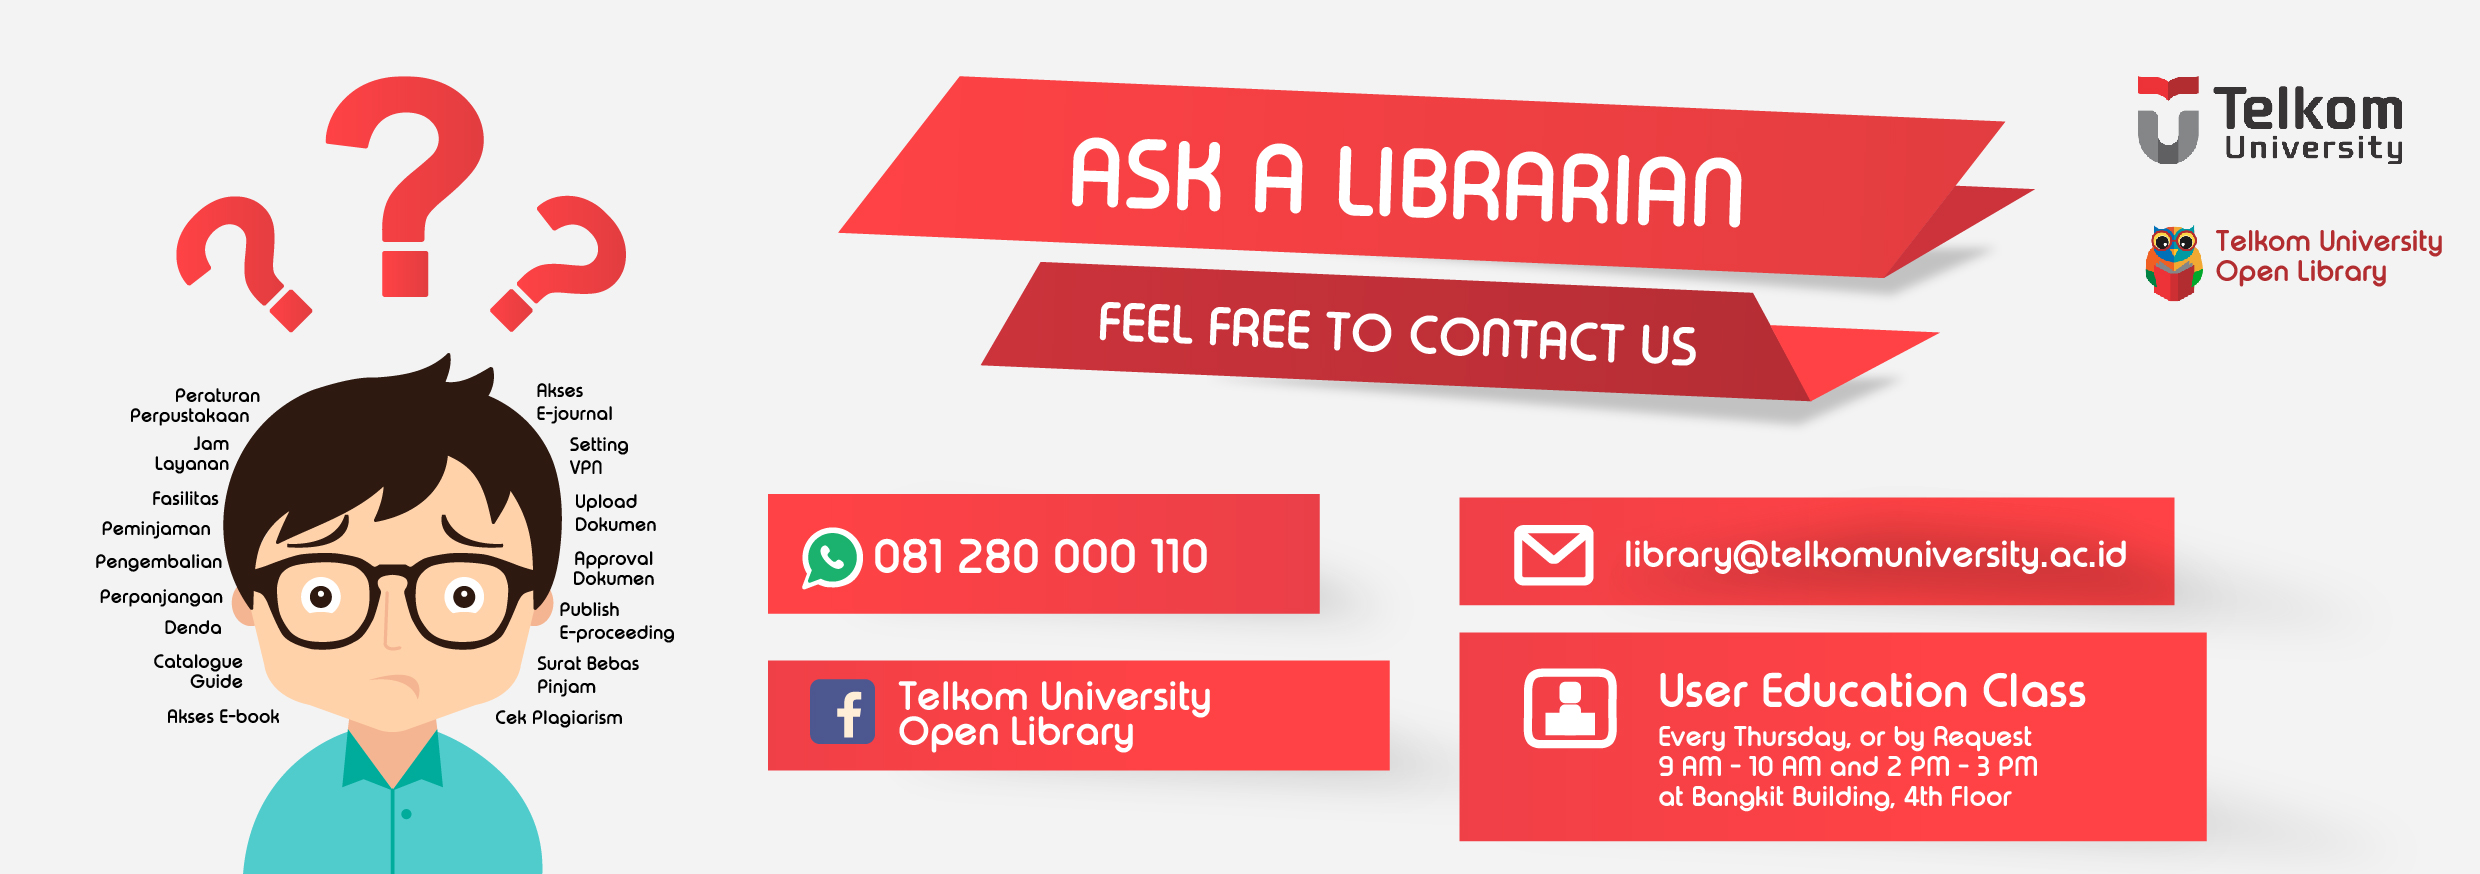 ASK A LIBRARIAN
FEEL FREE TO CONTACT US
Telkom
University
Telkom University
Open Library
Peraturan
Perpustakaan
Jam
Layanan
Fasilitas
Peminjaman
Pengembalian
Perpanjangan
Denda
Catalogue
Guide
Akses E-book
Akses
E-journal
Setting
VPN
Upload
Dokumen
Approval
Dokumen
Publish
E-proceeding
Surat Bebas
Pinjam
Cek Plagiarism
081 280 000 110
Telkom University
Open Library
library@telkomuniversity.ac.id
User Education Class
Every Thursday, or by Request
9 AM - 10 AM and 2 PM - 3 PM
at Bangkit Building, 4th Floor